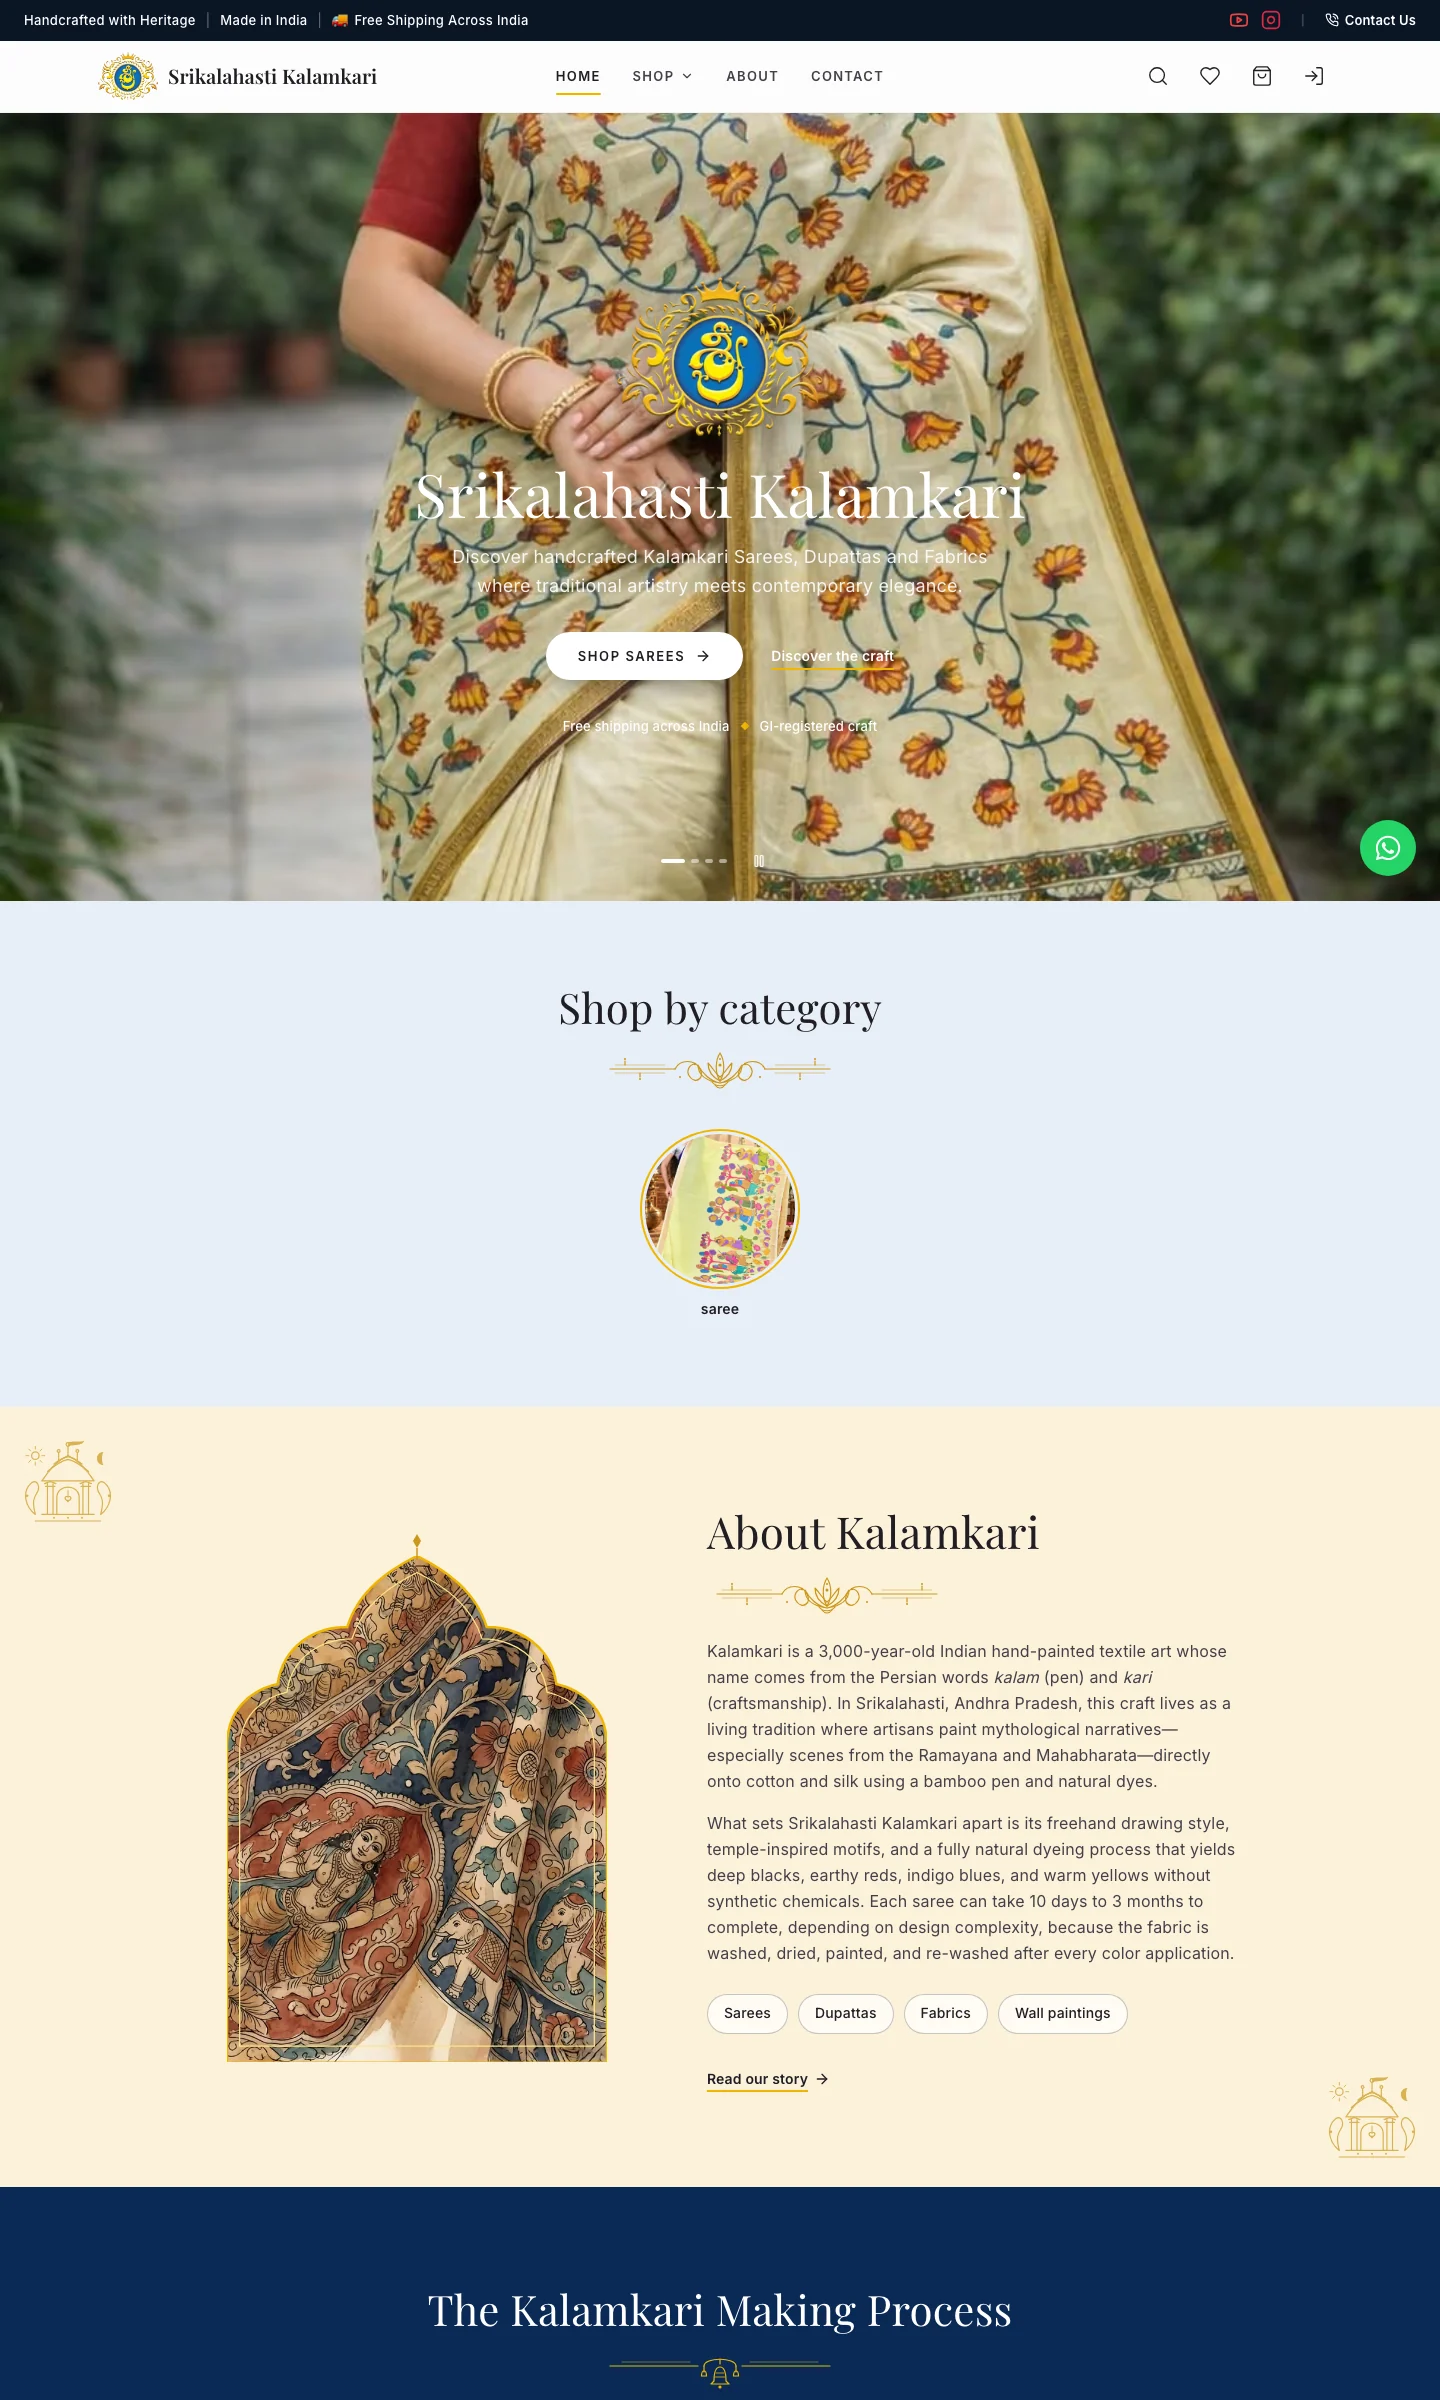 Handcrafted with Heritage | Made in India | 🚚 Free Shipping Across India
Contact Us
Srikalahasti Kalamkari
HOME
SHOP
ABOUT
CONTACT
श्री
Srikalahasti Kalamkari
Discover handcrafted Kalamkari Sarees, Dupattas and Fabrics
where traditional artistry meets contemporary elegance.
SHOP SAREES →
Discover the craft
Free shipping across India ◆ GI-registered craft
Shop by category
saree
About Kalamkari
Kalamkari is a 3,000-year-old Indian hand-painted textile art whose
name comes from the Persian words kalam (pen) and kari
(craftsmanship). In Srikalahasti, Andhra Pradesh, this craft lives as a
living tradition where artisans paint mythological narratives—
especially scenes from the Ramayana and Mahabharata—directly
onto cotton and silk using a bamboo pen and natural dyes.
What sets Srikalahasti Kalamkari apart is its freehand drawing style,
temple-inspired motifs, and a fully natural dyeing process that yields
deep blacks, earthy reds, indigo blues, and warm yellows without
synthetic chemicals. Each saree can take 10 days to 3 months to
complete, depending on design complexity, because the fabric is
washed, dried, painted, and re-washed after every color application.
Sarees
Dupattas
Fabrics
Wall paintings
Read our story →
The Kalamkari Making Process